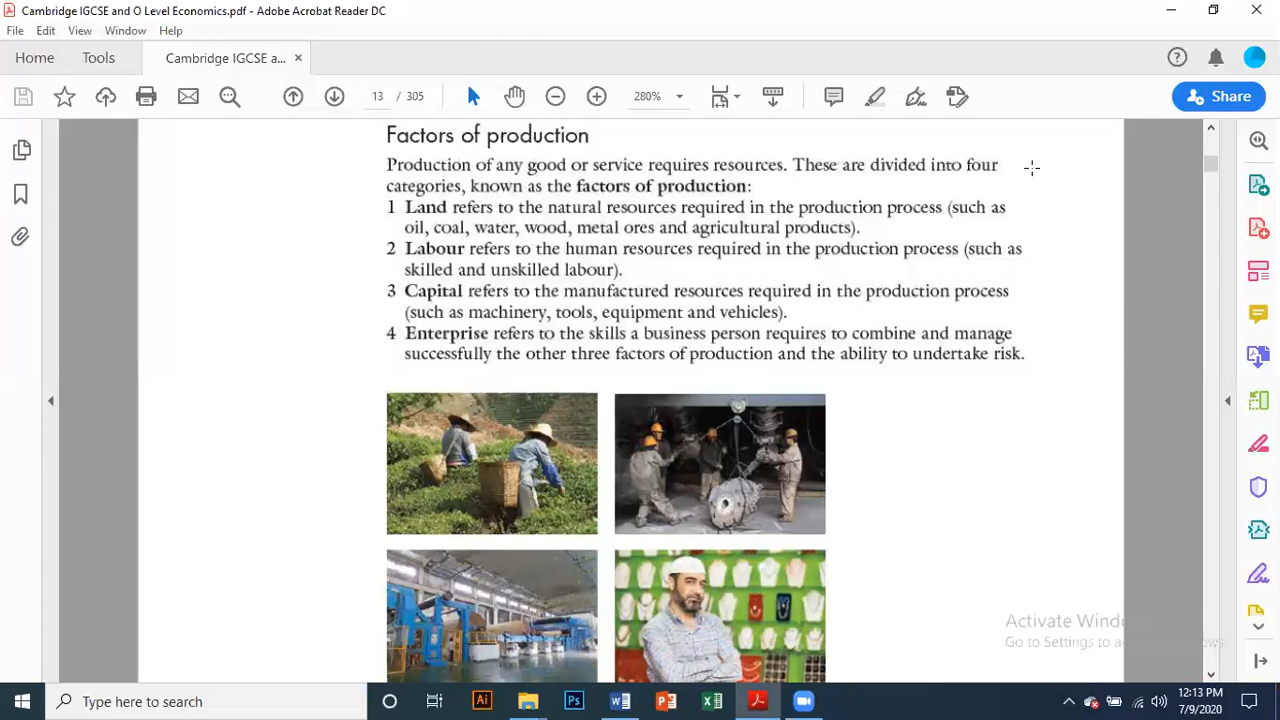 Cambridge IGCSE and O Level Economics.pdf - Adobe Acrobat Reader DC
File Edit View Window Help
Home Tools Cambridge IGCSE a...
13 / 305 280% Share
Factors of production
Production of any good or service requires resources. These are divided into four
categories, known as the factors of production:
1 Land refers to the natural resources required in the production process (such as
oil, coal, water, wood, metal ores and agricultural products).
2 Labour refers to the human resources required in the production process (such as
skilled and unskilled labour).
3 Capital refers to the manufactured resources required in the production process
(such as machinery, tools, equipment and vehicles).
4 Enterprise refers to the skills a business person requires to combine and manage
successfully the other three factors of production and the ability to undertake risk.
Activate Wind
Go to Settings to a
Type here to search
Ai
Ps
12:13 PM
7/9/2020